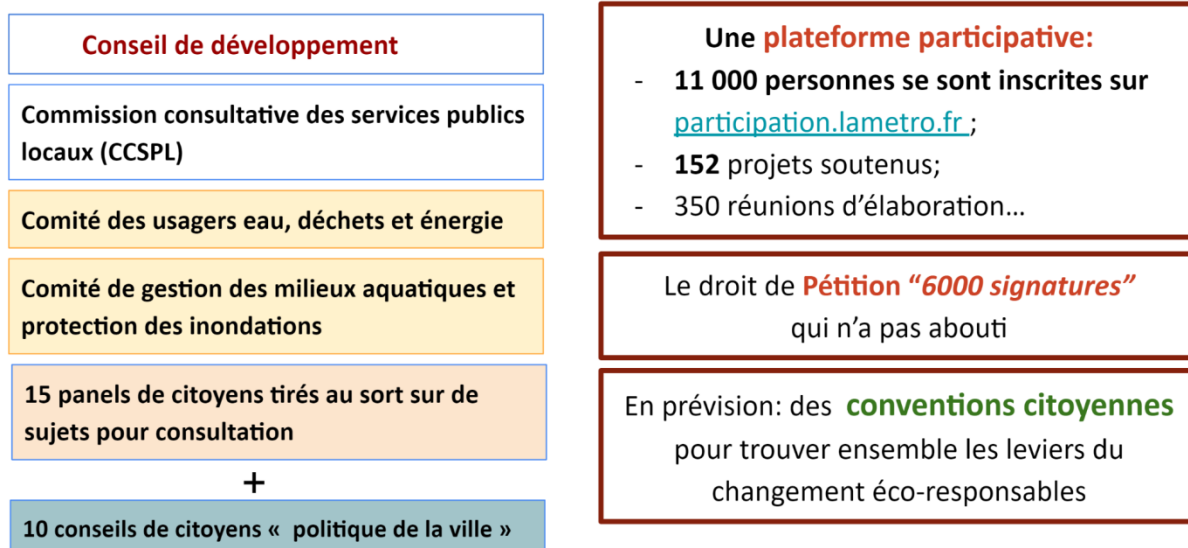 Conseil de développement
Commission consultative des services publics
locaux (CCSPL)
Comité des usagers eau, déchets et énergie
Comité de gestion des milieux aquatiques et
protection des inondations
15 panels de citoyens tirés au sort sur de
sujets pour consultation
+
10 conseils de citoyens «  politique de la ville »
Une plateforme participative:
- 11 000 personnes se sont inscrites sur
participation.lametro.fr ;
- 152 projets soutenus;
- 350 réunions d’élaboration…
Le droit de Pétition “6000 signatures”
qui n’a pas abouti
En prévision: des conventions citoyennes
pour trouver ensemble les leviers du
changement éco-responsables